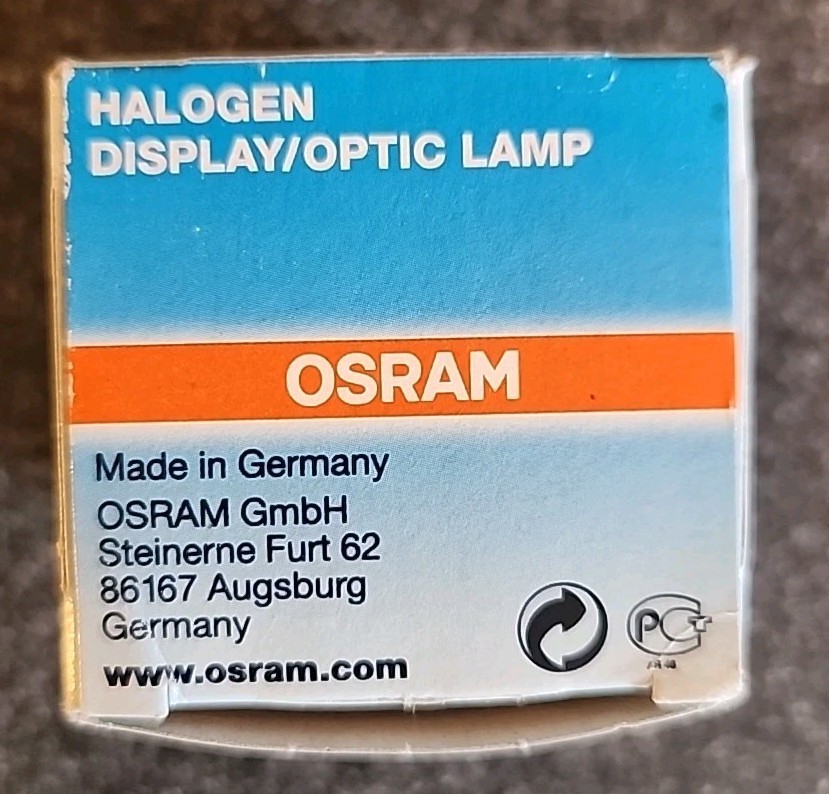 HALOGEN
DISPLAY/OPTIC LAMP
OSRAM
Made in Germany
OSRAM GmbH
Steinerne Furt 62
86167 Augsburg
Germany
www.osram.com